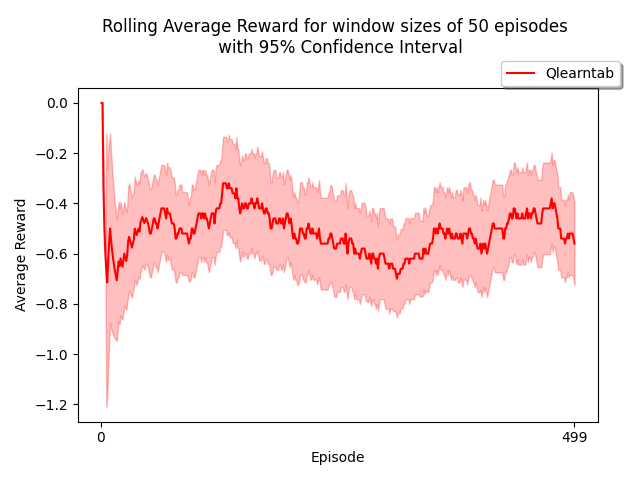 Rolling Average Reward for window sizes of 50 episodes
with 95% Confidence Interval
Qlearntab
0.0
−0.2
−0.4
−0.6
−0.8
−1.0
−1.2
Average Reward
0
499
Episode